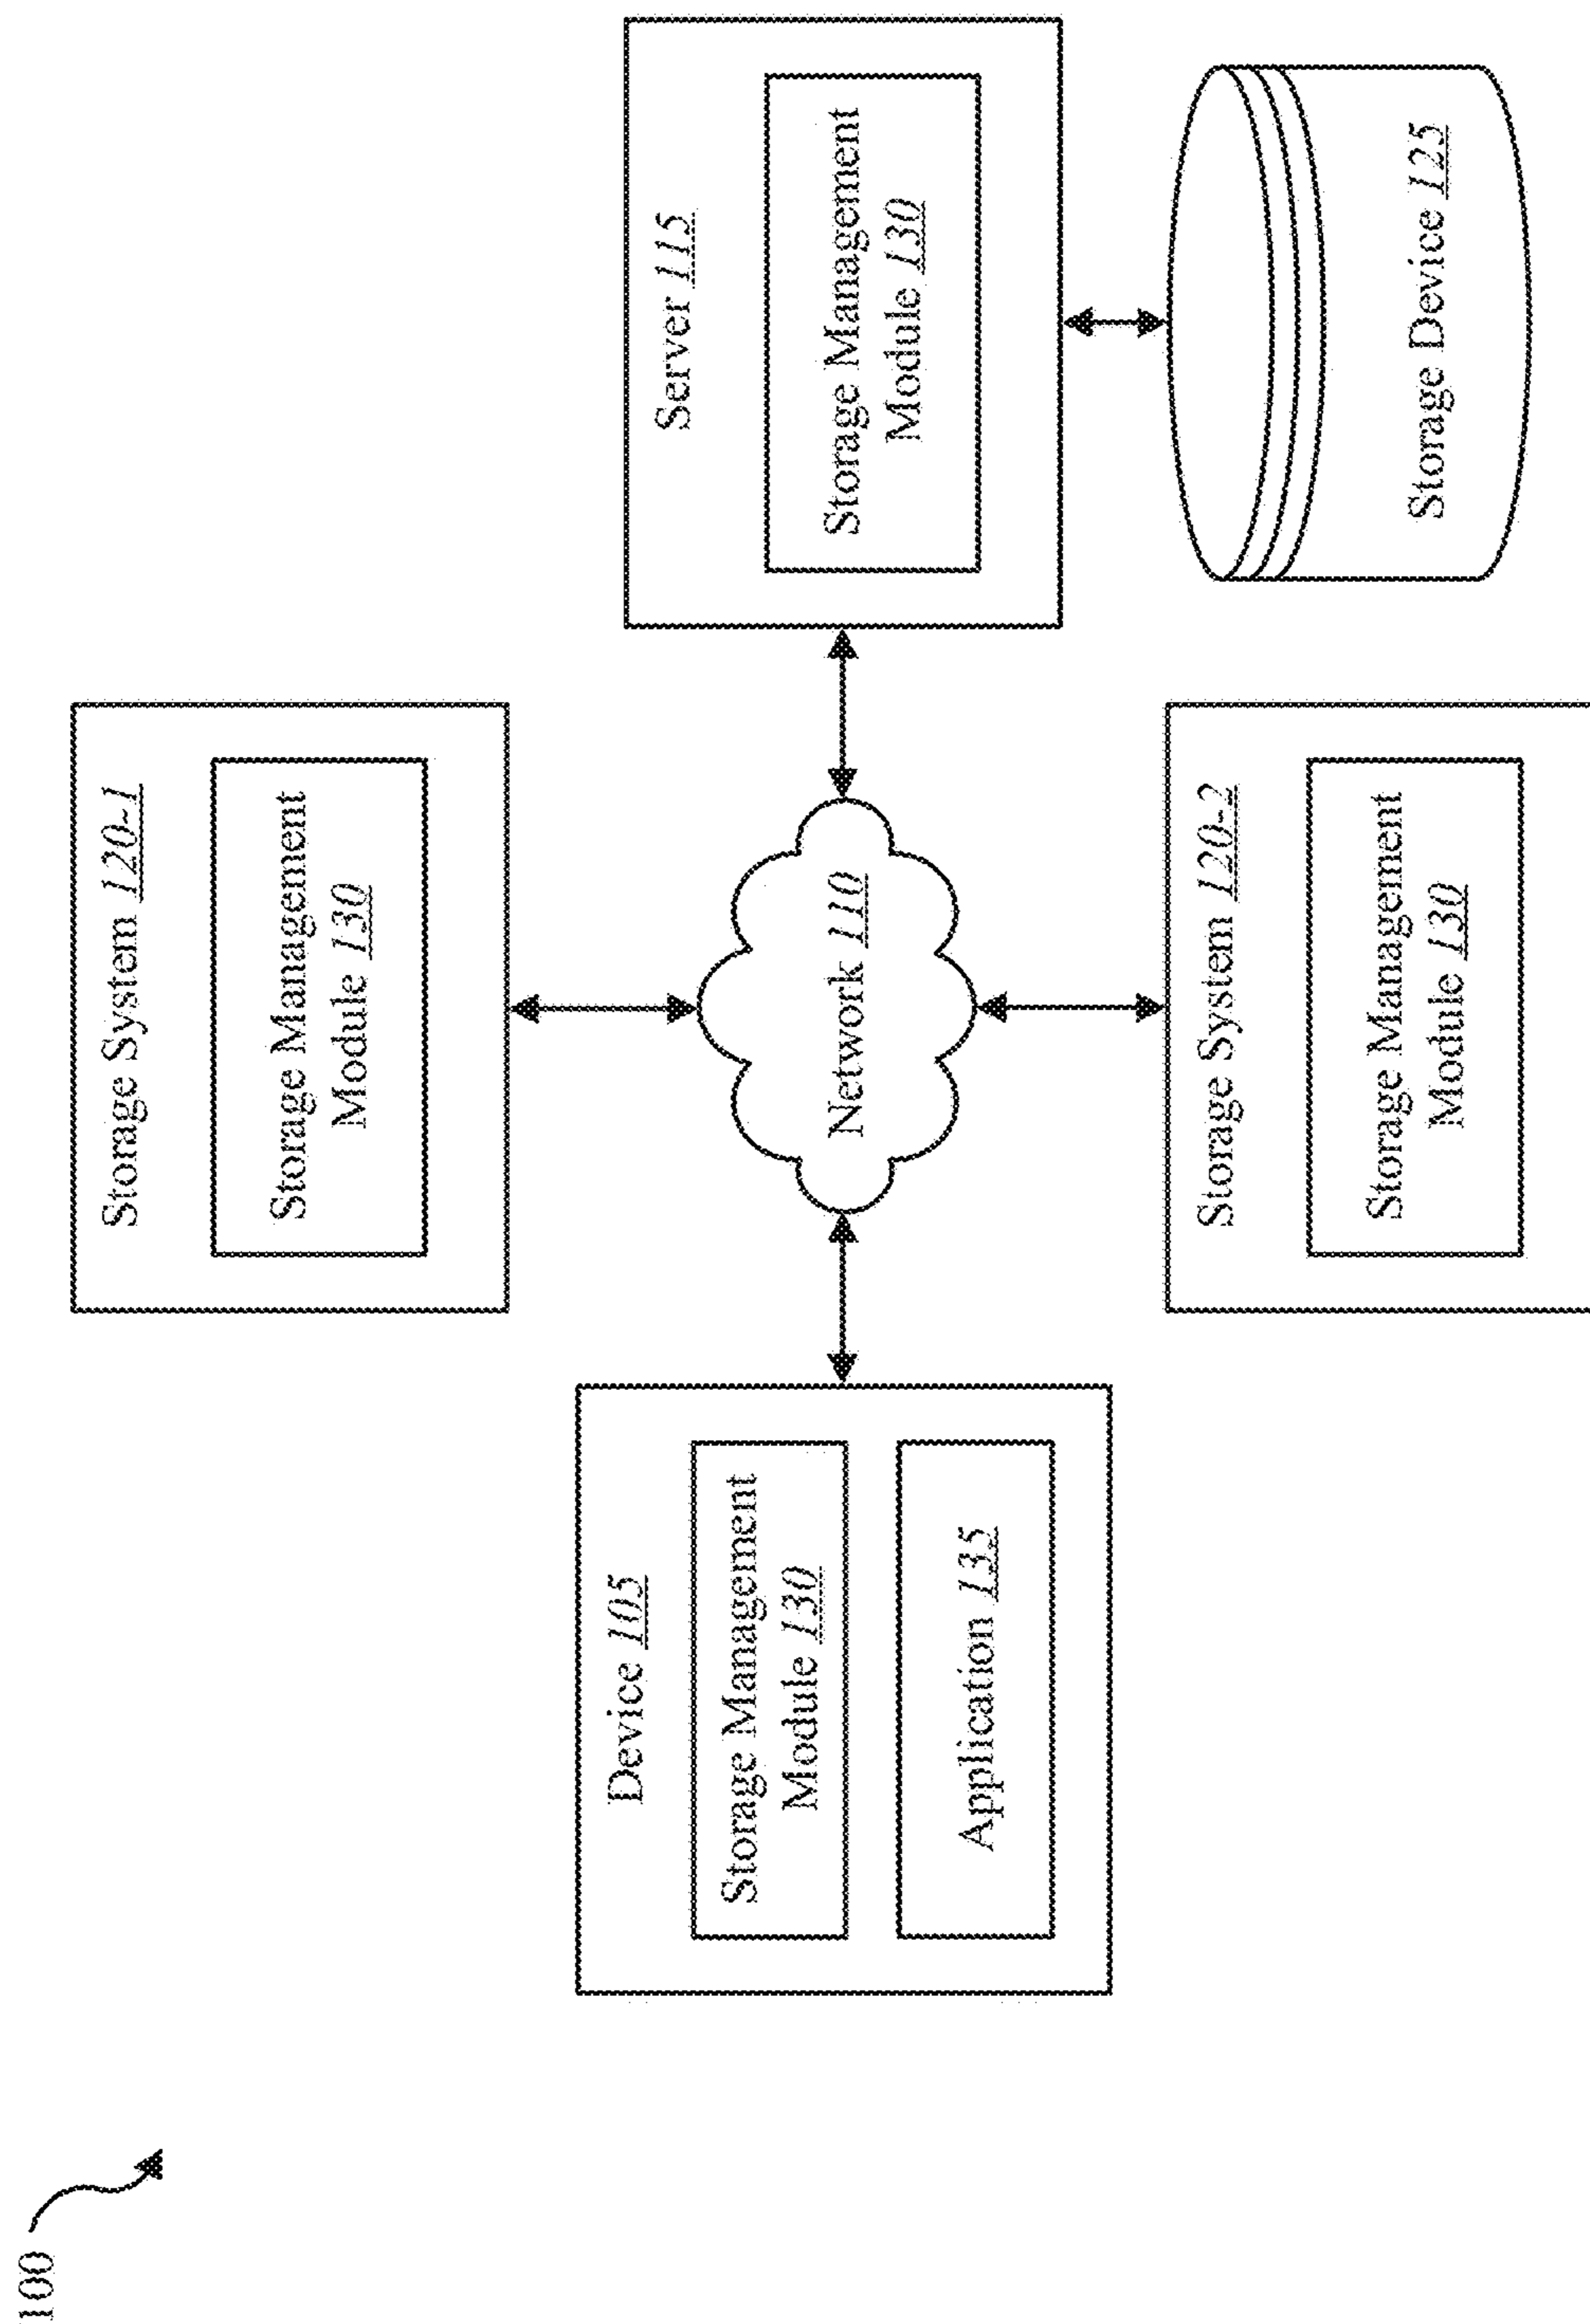 100
Storage System 120-1
Storage Management
Module 130
Device 105
Storage Management
Module 130
Application 135
Network 110
Server 115
Storage Management
Module 130
Storage System 120-2
Storage Management
Module 130
Storage Device 125